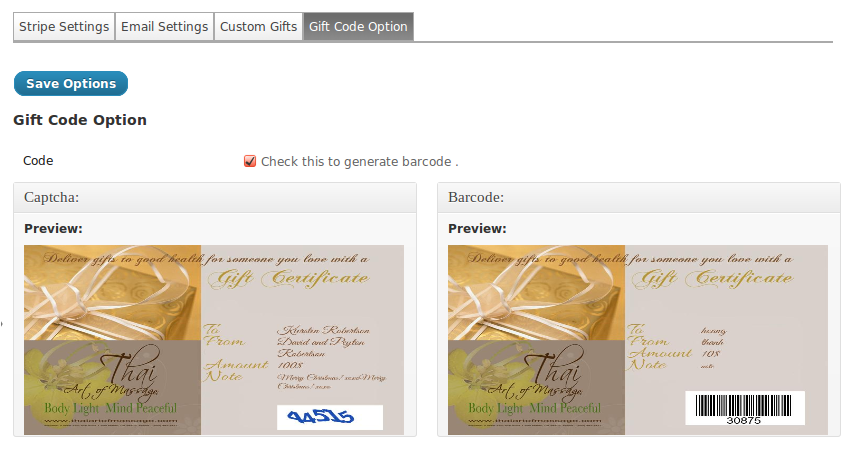 Stripe Settings Email Settings Custom Gifts Gift Code Option
Save Options
Gift Code Option
Code Check this to generate barcode .
Captcha:
Preview:
Deliver gifts to good health for someone you love with a
Gift Certificate
To Kiersten Robertson
From David and Peyton
Robertson
Amount 100$
Note Merry Christmas! xoxo Merry
Christmas! xoxo
Thai
Art of Massage
Body Light Mind Peaceful
44515
Barcode:
Preview:
Deliver gifts to good health for someone you love with a
Gift Certificate
To hoang
From thanh
Amount 10$
Note note
Thai
Art of Massage
Body Light Mind Peaceful
30875